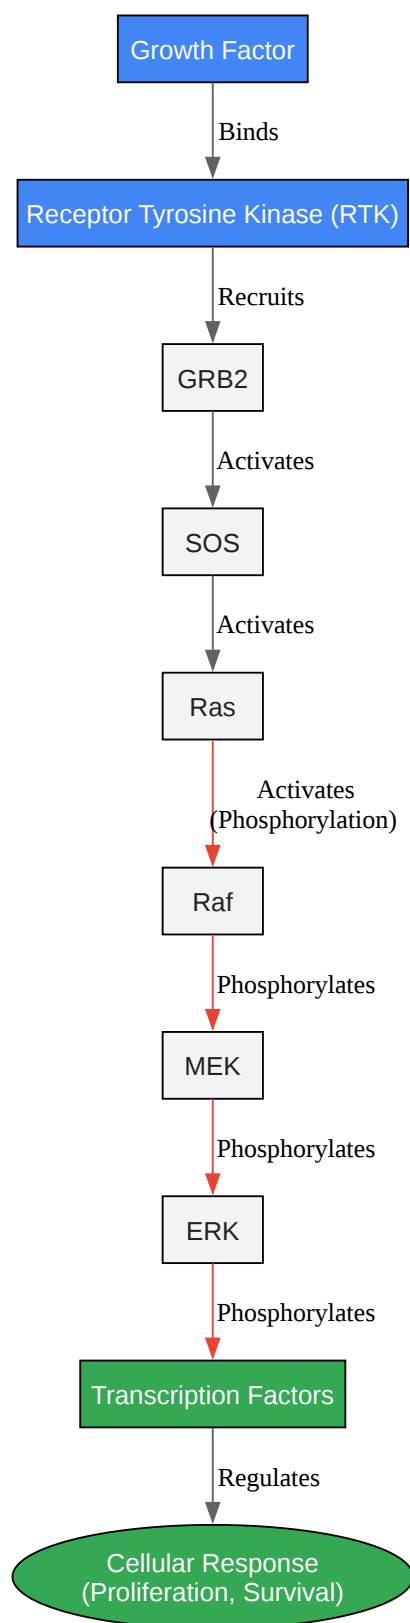 Growth Factor
Binds
Receptor Tyrosine Kinase (RTK)
Recruits
GRB2
Activates
SOS
Activates
Ras
Activates
(Phosphorylation)
Raf
Phosphorylates
MEK
Phosphorylates
ERK
Phosphorylates
Transcription Factors
Regulates
Cellular Response
(Proliferation, Survival)